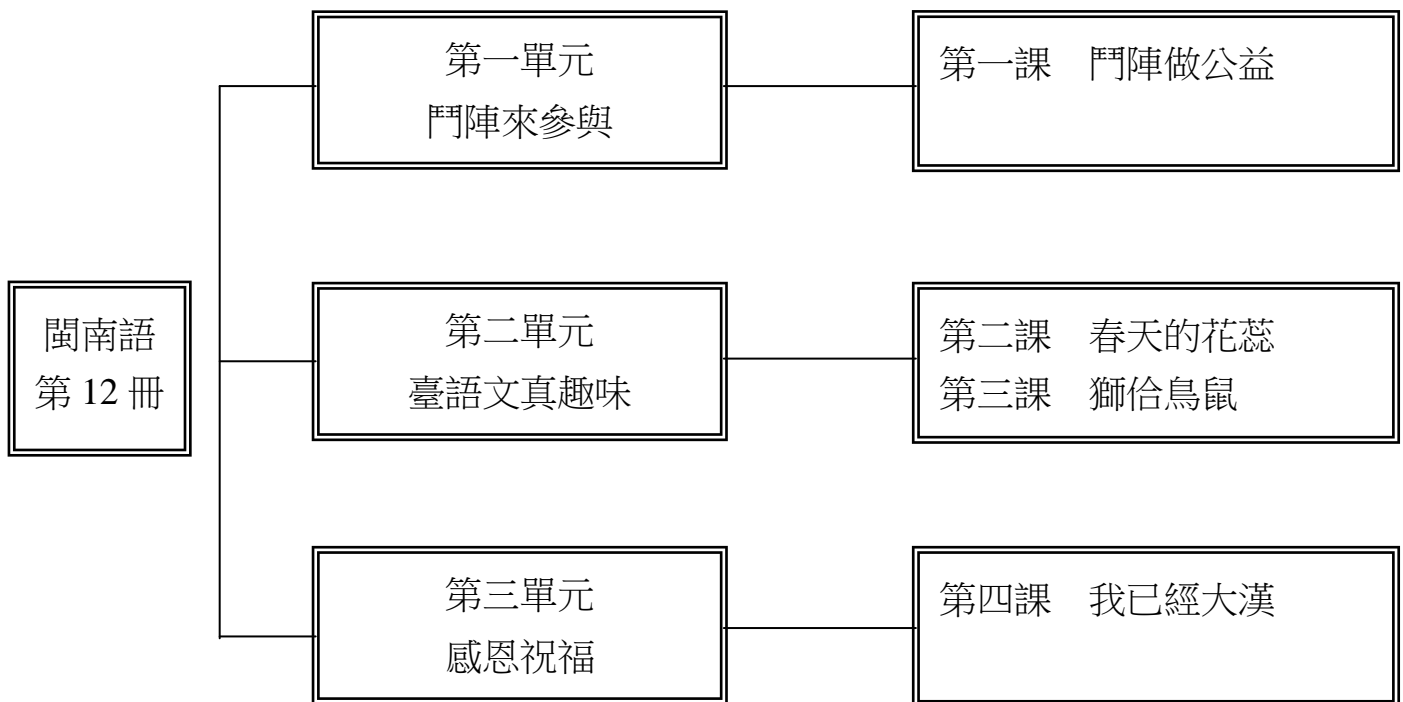 第一單元
鬥陣來參與
第一課　鬥陣做公益
閩南語
第 12 冊
第二單元
臺語文真趣味
第二課　春天的花蕊
第三課　獅佮鳥鼠
第三單元
感恩祝福
第四課　我已經大漢